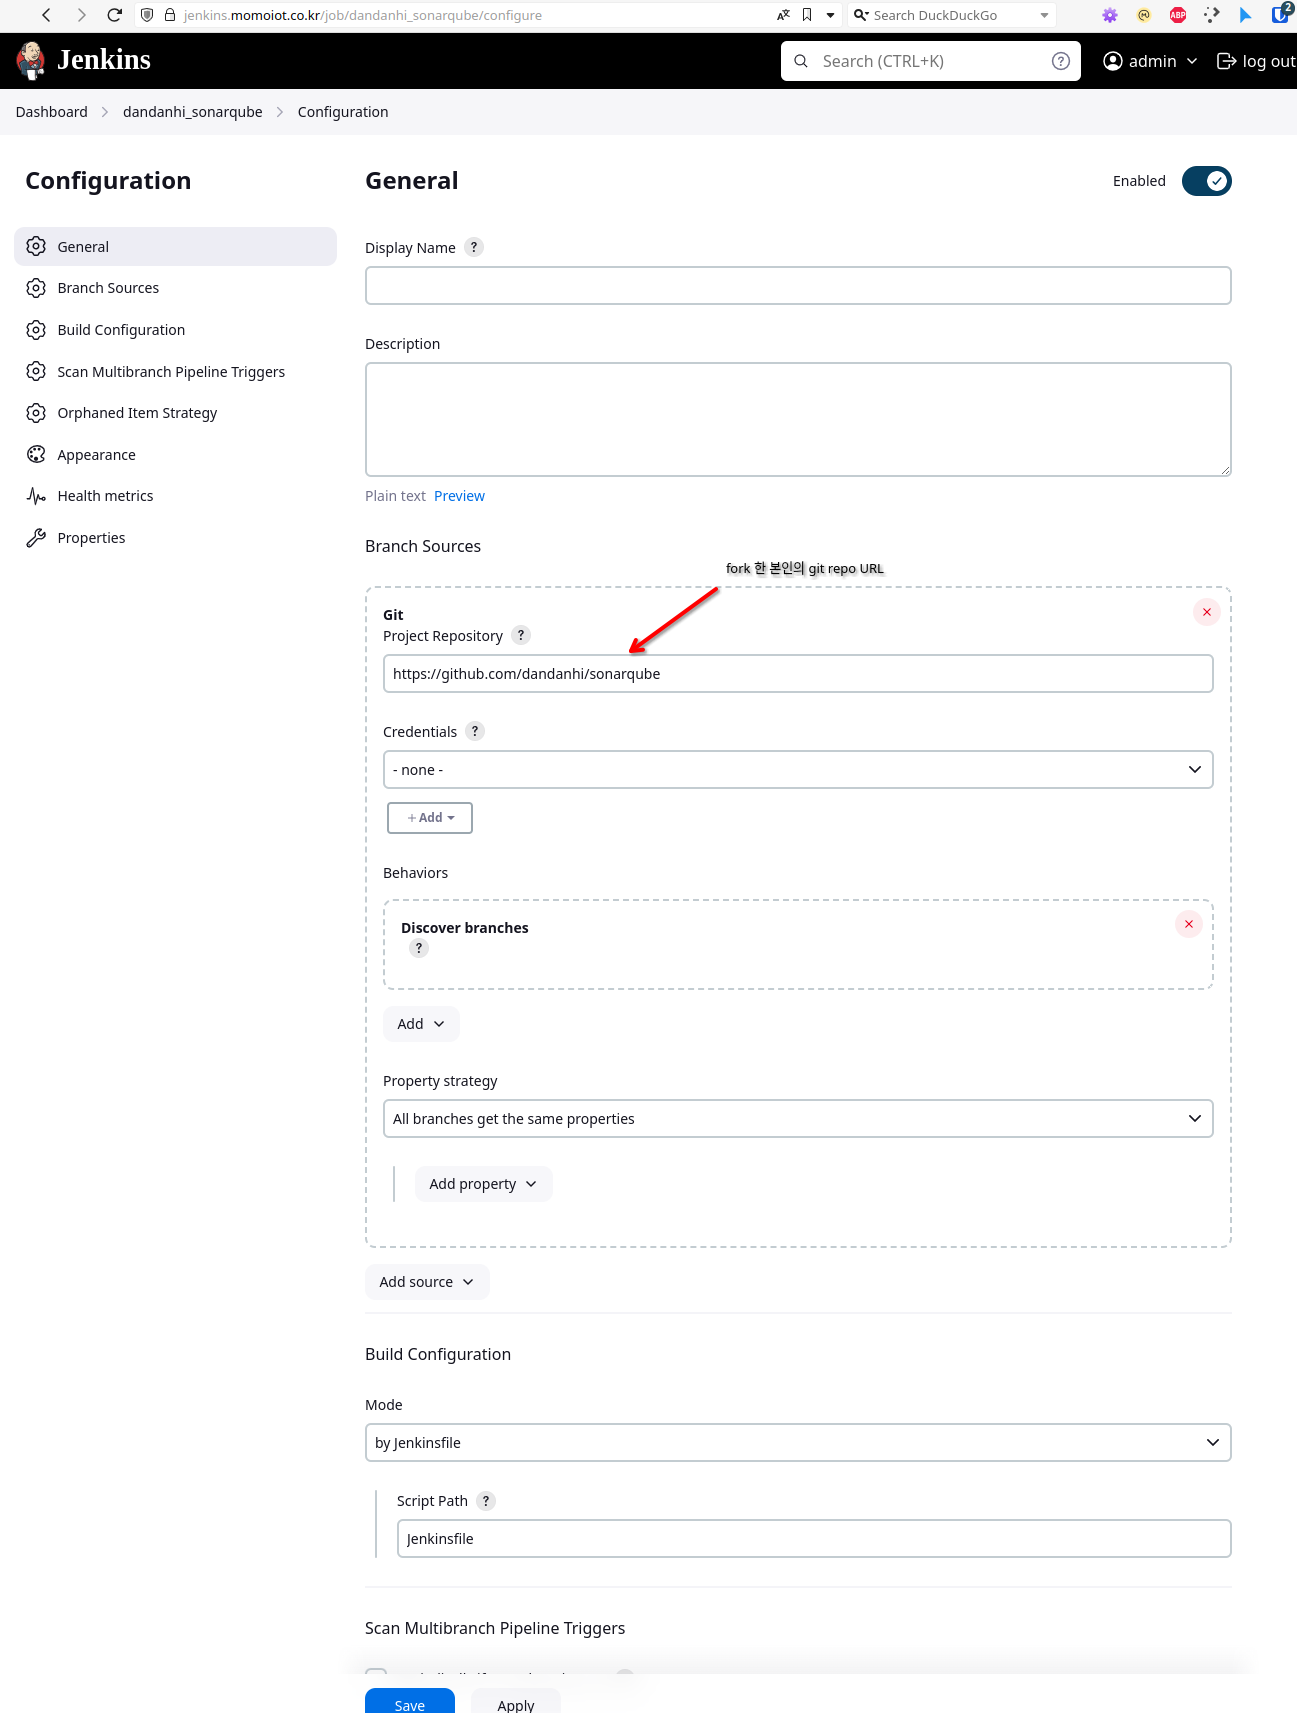 jenkins.momoiot.co.kr/job/dandanhi_sonarqube/configure
Search DuckDuckGo
ABP
2
Jenkins
Search (CTRL+K)
?
admin
log out
Dashboard
dandanhi_sonarqube
Configuration
Configuration
General
Branch Sources
Build Configuration
Scan Multibranch Pipeline Triggers
Orphaned Item Strategy
Appearance
Health metrics
Properties
General
Enabled
Display Name ?
Description
Plain text Preview
Branch Sources
fork 한 본인의 git repo URL
Git
Project Repository ?
https://github.com/dandanhi/sonarqube
Credentials ?
- none -
+ Add
Behaviors
Discover branches
?
Add
Property strategy
All branches get the same properties
Add property
Add source
Build Configuration
Mode
by Jenkinsfile
Script Path ?
Jenkinsfile
Scan Multibranch Pipeline Triggers
Save
Apply